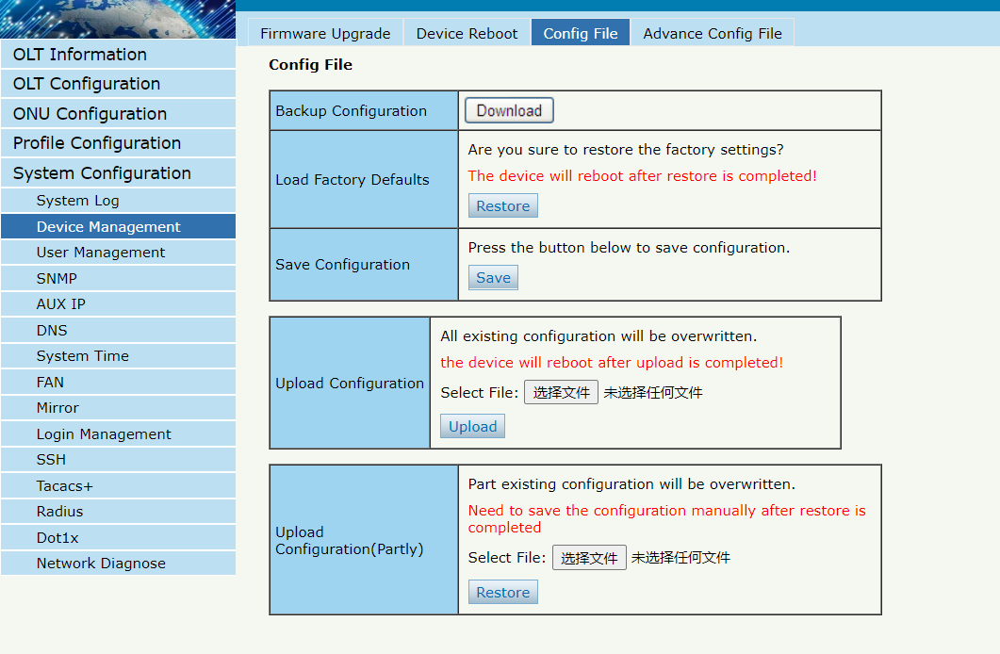 OLT Information
OLT Configuration
ONU Configuration
Profile Configuration
System Configuration
System Log
Device Management
User Management
SNMP
AUX IP
DNS
System Time
FAN
Mirror
Login Management
SSH
Tacacs+
Radius
Dot1x
Network Diagnose
Firmware Upgrade
Device Reboot
Config File
Advance Config File
Config File
Backup Configuration
Download
Load Factory Defaults
Are you sure to restore the factory settings?
The device will reboot after restore is completed!
Restore
Save Configuration
Press the button below to save configuration.
Save
Upload Configuration
All existing configuration will be overwritten.
the device will reboot after upload is completed!
Select File: 选择文件 未选择任何文件
Upload
Upload
Configuration(Partly)
Part existing configuration will be overwritten.
Need to save the configuration manually after restore is
completed
Select File: 选择文件 未选择任何文件
Restore